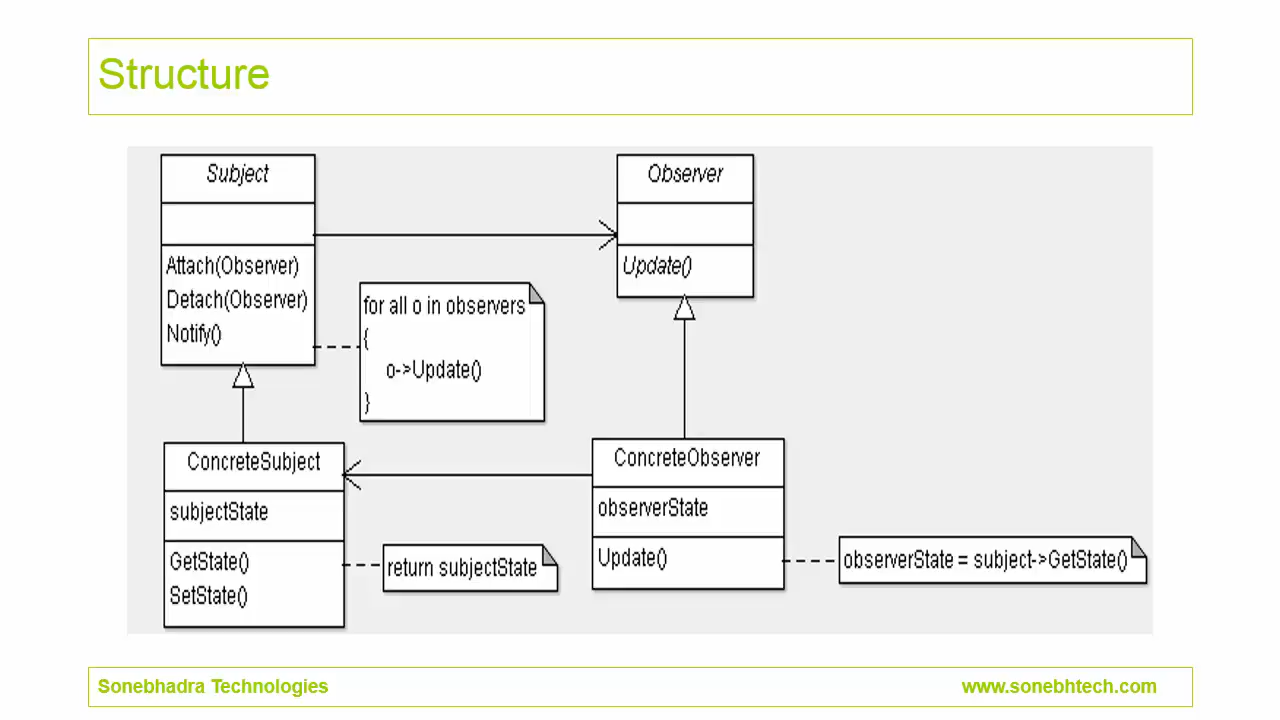 Structure
Subject
Attach(Observer)
Detach(Observer)
Notify()
Observer
Update()
for all o in observers
{
o->Update()
}
ConcreteSubject
subjectState
GetState()
SetState()
return subjectState
ConcreteObserver
observerState
Update()
observerState = subject->GetState()
Sonebhadra Technologies
www.sonebhtech.com